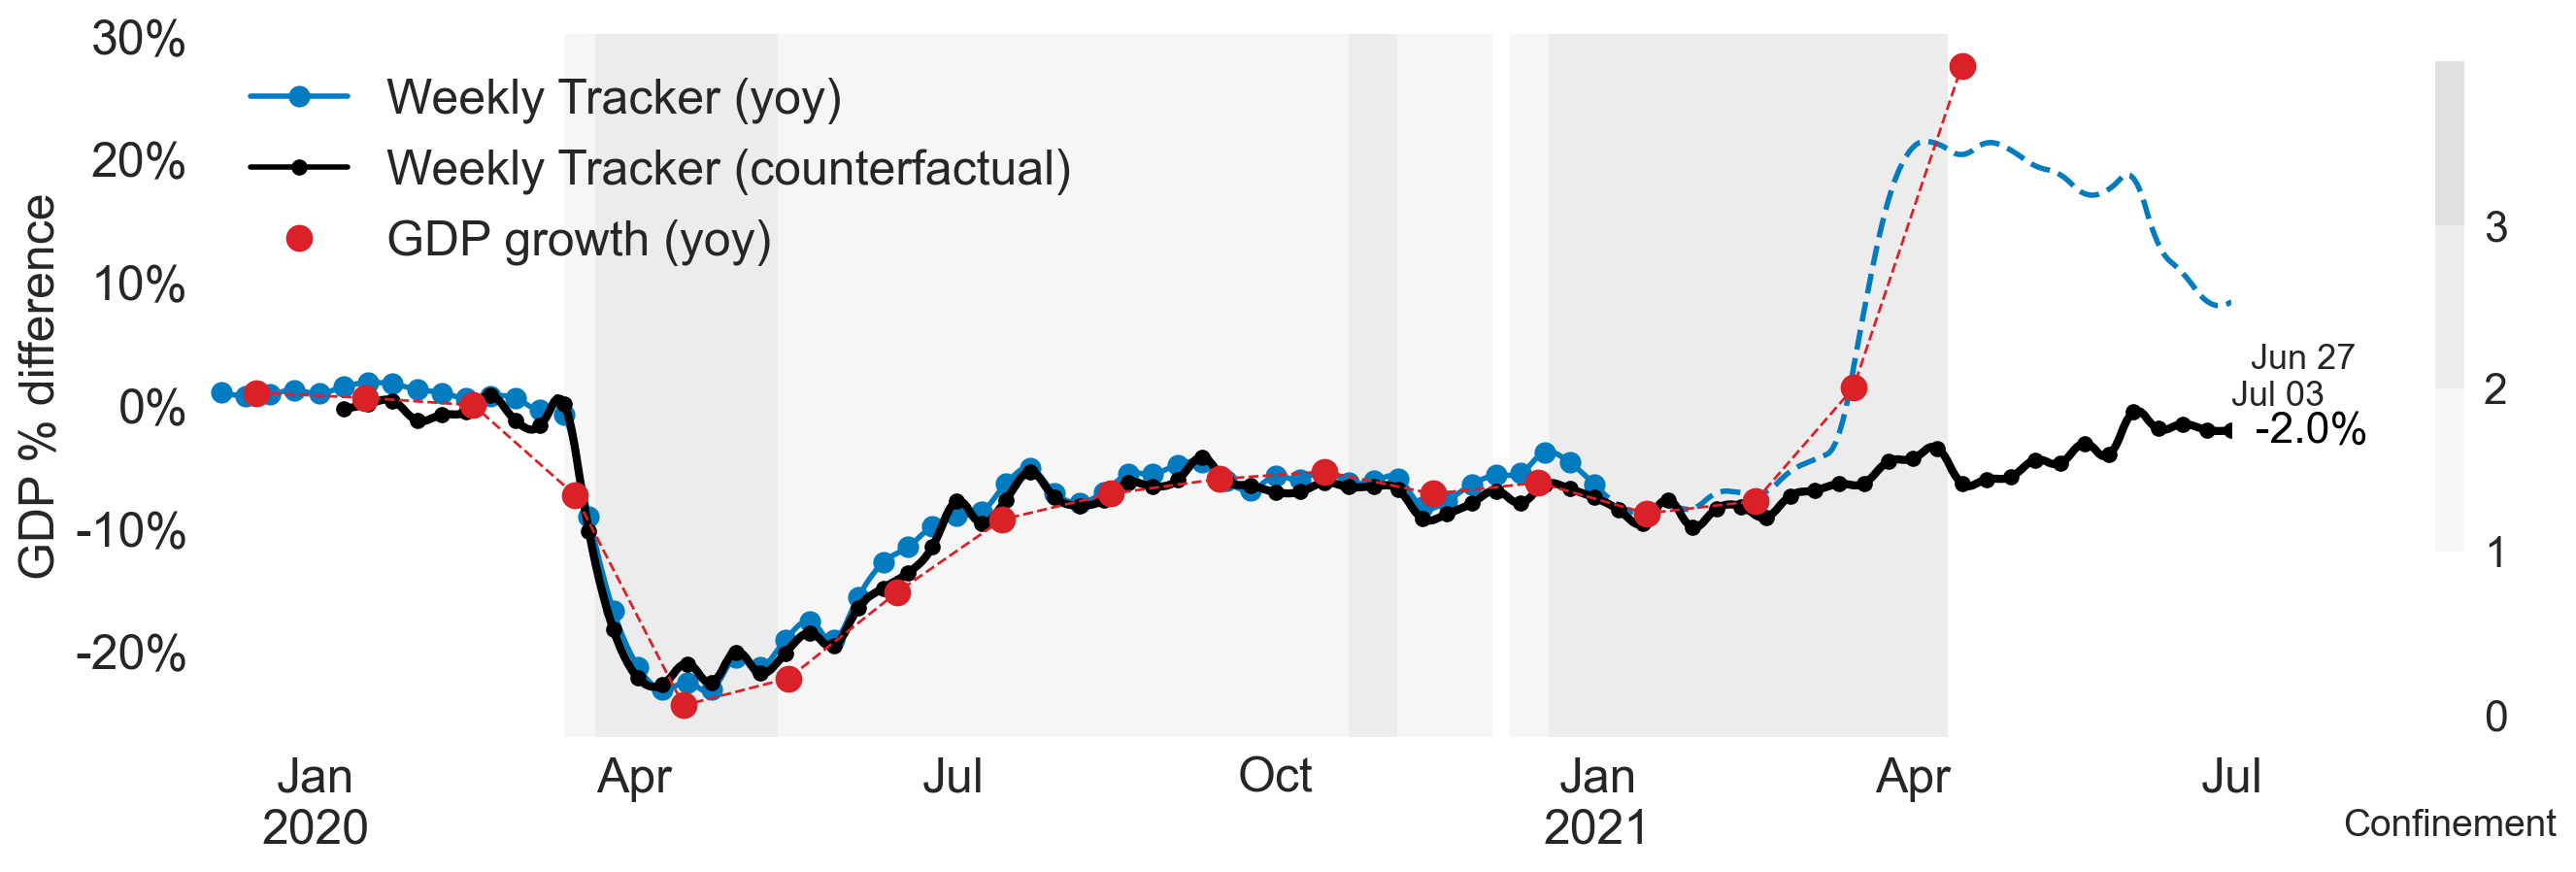 30%
20%
10%
0%
-10%
-20%
GDP % difference
Weekly Tracker (yoy)
Weekly Tracker (counterfactual)
GDP growth (yoy)
Jun 27
Jul 03
-2.0%
3
2
1
0
Jan
2020
Apr
Jul
Oct
Jan
2021
Apr
Jul
Confinement